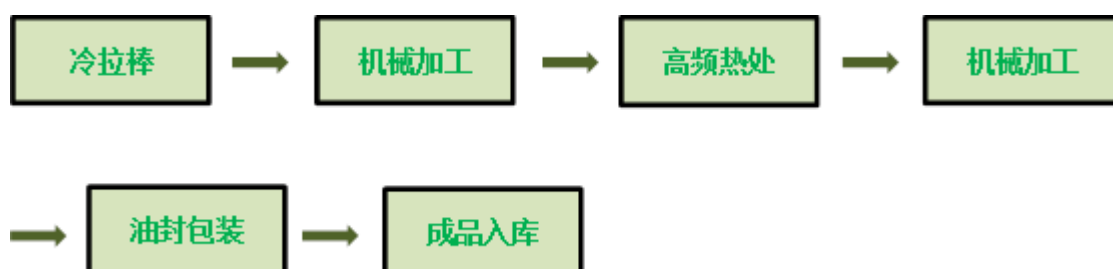 冷拉棒
机械加工
高频热处
机械加工
油封包装
成品入库